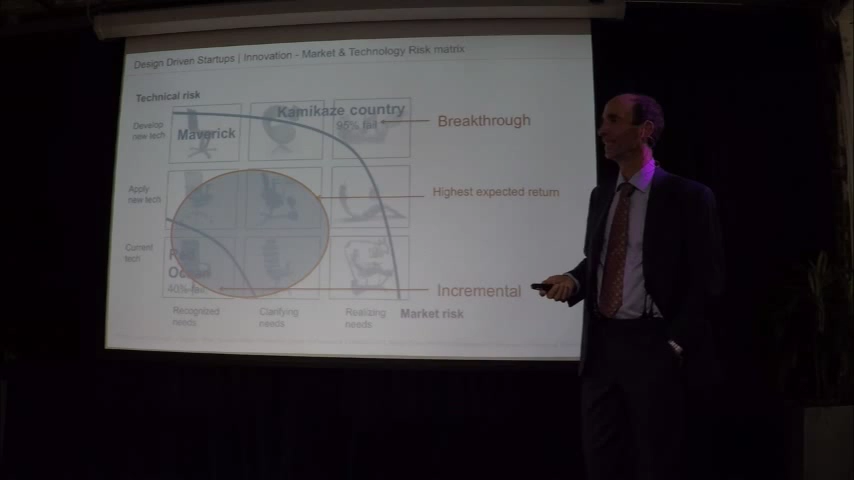 Design Driven Startups | Innovation - Market & Technology Risk matrix
Technical risk
Kamikaze country
95% fail
Breakthrough
Develop
new tech
Maverick
Apply
new tech
Highest expected return
Current
tech
Red
Ocean
40% fail
Incremental
Recognized
needs
Clarifying
needs
Realizing
needs
Market risk